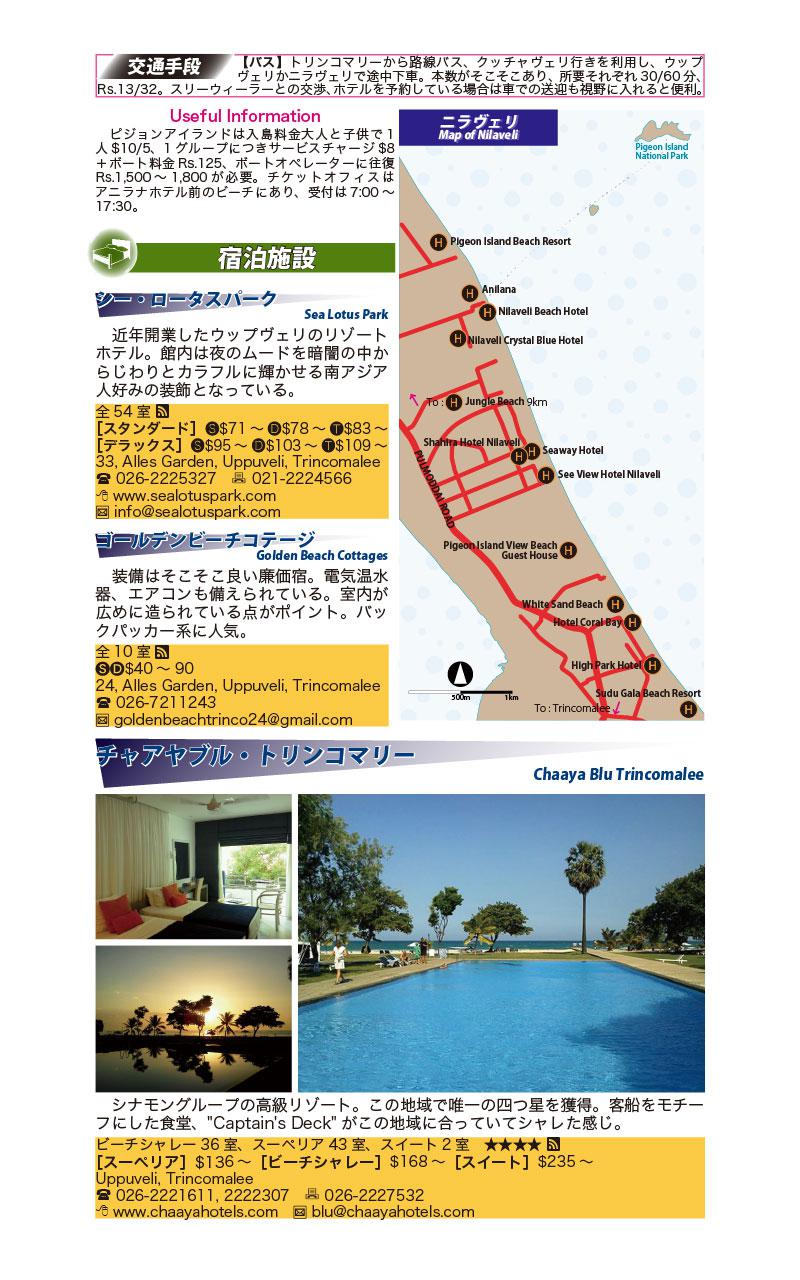 交通手段
【バス】トリンコマリーから路線バス、クッチャヴェリ行きを利用し、ウップ
ヴェリかニラヴェリで途中下車。本数がそこそこあり、所要それぞれ 30/60 分、
Rs.13/32。スリーウィーラーとの交渉、ホテルを予約している場合は車での送迎も視野に入れると便利。
Useful Information
ピジョンアイランドは入島料金大人と子供で 1
人 $10/5、1 グループにつきサービスチャージ $8
＋ボート料金 Rs.125、ボートオペレーターに往復
Rs.1,500 ～ 1,800 が必要。チケットオフィスは
アニラナホテル前のビーチにあり、受付は 7:00 ～
17:30。
宿泊施設
シー・ロータスパーク
Sea Lotus Park
近年開業したウップヴェリのリゾート
ホテル。館内は夜のムードを暗闇の中か
らじわりとカラフルに輝かせる南アジア
人好みの装飾となっている。
全 54 室
［スタンダード］ S$71 ～ D$78 ～ T$83 ～
［デラックス］ S$95 ～ D$103 ～ T$109 ～
33, Alles Garden, Uppuveli, Trincomalee
026-2225327 021-2224566
www.sealotuspark.com
info@sealotuspark.com
ゴールデンビーチコテージ
Golden Beach Cottages
装備はそこそこ良い廉価宿。電気温水
器、エアコンも備えられている。室内が
広めに造られている点がポイント。バッ
クパッカー系に人気。
全 10 室
SD$40 ～ 90
24, Alles Garden, Uppuveli, Trincomalee
026-7211243
goldenbeachtrinco24@gmail.com
ニラヴェリ
Map of Nilaveli
Pigeon Island
National Park
H Pigeon Island Beach Resort
H Anilana
H Nilaveli Beach Hotel
H Nilaveli Crystal Blue Hotel
To : H Jungle Beach 9km
Shahira Hotel Nilaveli H
H Seaway Hotel
H See View Hotel Nilaveli
PULMODDAI ROAD
Pigeon Island View Beach
Guest House H
White Sand Beach H
Hotel Coral Bay H
High Park Hotel H
Sudu Gala Beach Resort
H
To : Trincomalee
500m 1km
チャアヤブル・トリンコマリー
Chaaya Blu Trincomalee
シナモングループの高級リゾート。この地域で唯一の四つ星を獲得。客船をモチー
フにした食堂、"Captain's Deck" がこの地域に合っていてシャレた感じ。
ビーチシャレー 36 室、スーペリア 43 室、スイート 2 室 ★★★★
［スーペリア］$136～［ビーチシャレー］$168～［スイート］$235～
Uppuveli, Trincomalee
026-2221611, 2222307 026-2227532
www.chaayahotels.com blu@chaayahotels.com